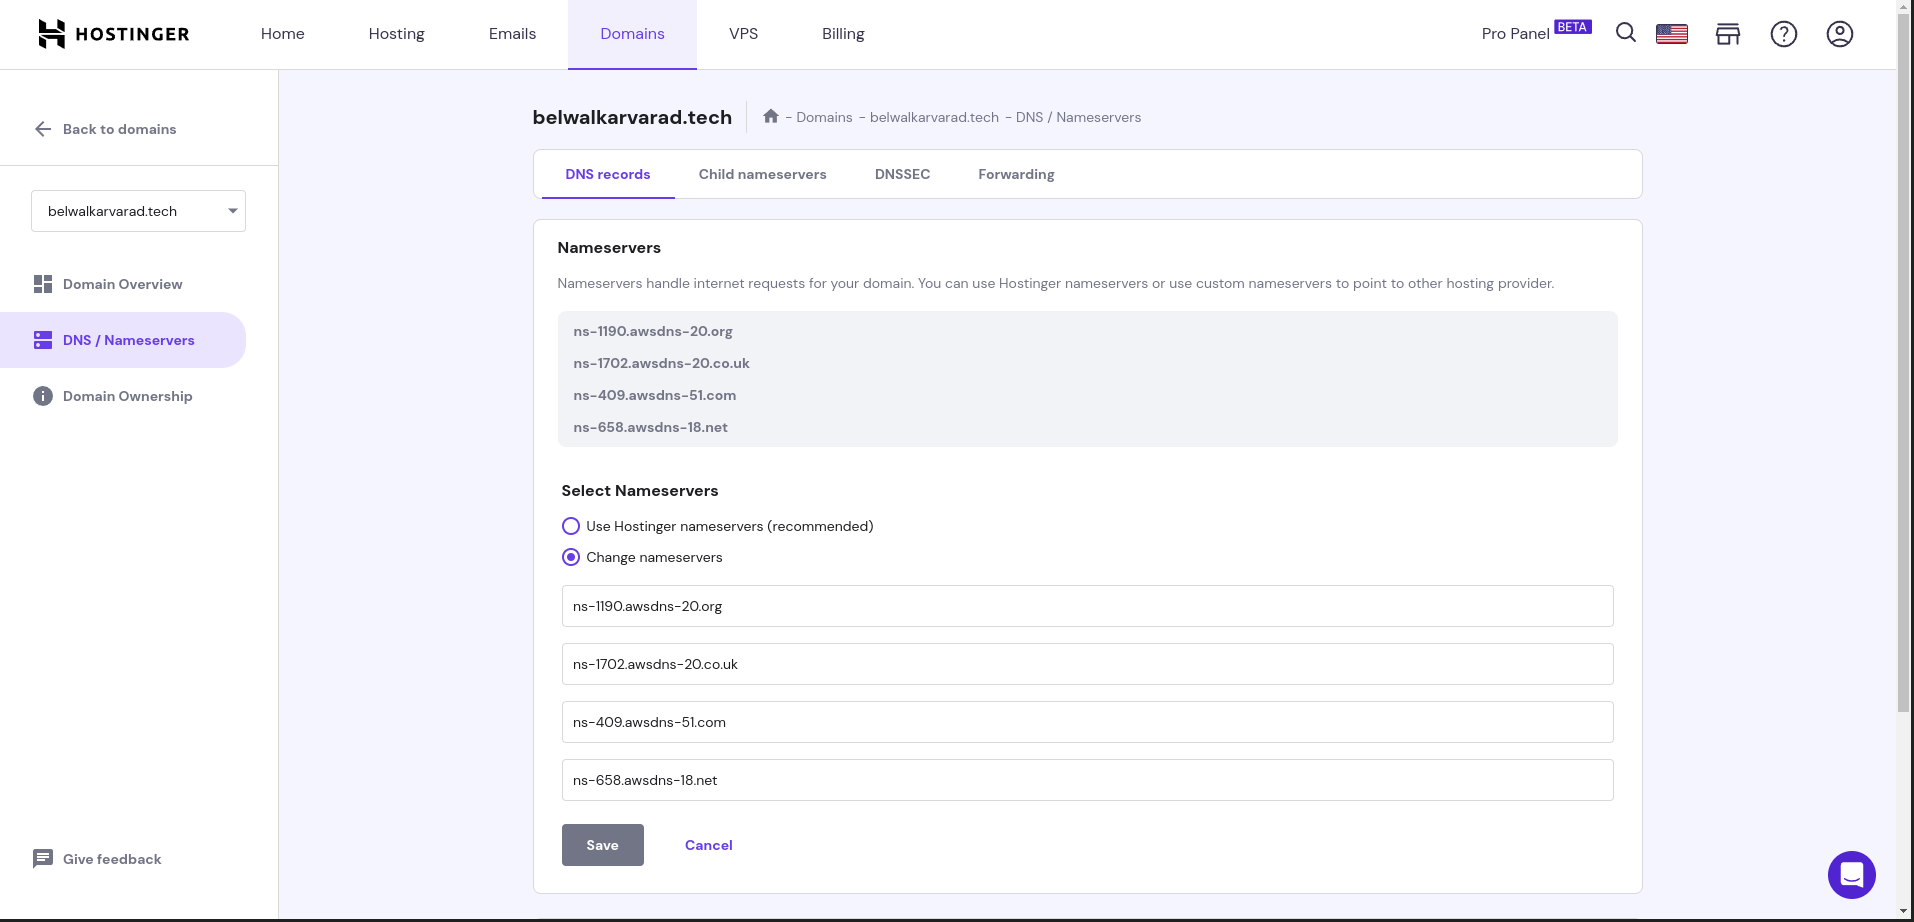 HOSTINGER
Home
Hosting
Emails
Domains
VPS
Billing
Pro Panel BETA
Back to domains
belwalkarvarad.tech
Domain Overview
DNS / Nameservers
Domain Ownership
Give feedback
belwalkarvarad.tech
- Domains - belwalkarvarad.tech - DNS / Nameservers
DNS records
Child nameservers
DNSSEC
Forwarding
Nameservers
Nameservers handle internet requests for your domain. You can use Hostinger nameservers or use custom nameservers to point to other hosting provider.
ns-1190.awsdns-20.org
ns-1702.awsdns-20.co.uk
ns-409.awsdns-51.com
ns-658.awsdns-18.net
Select Nameservers
Use Hostinger nameservers (recommended)
Change nameservers
ns-1190.awsdns-20.org
ns-1702.awsdns-20.co.uk
ns-409.awsdns-51.com
ns-658.awsdns-18.net
Save
Cancel